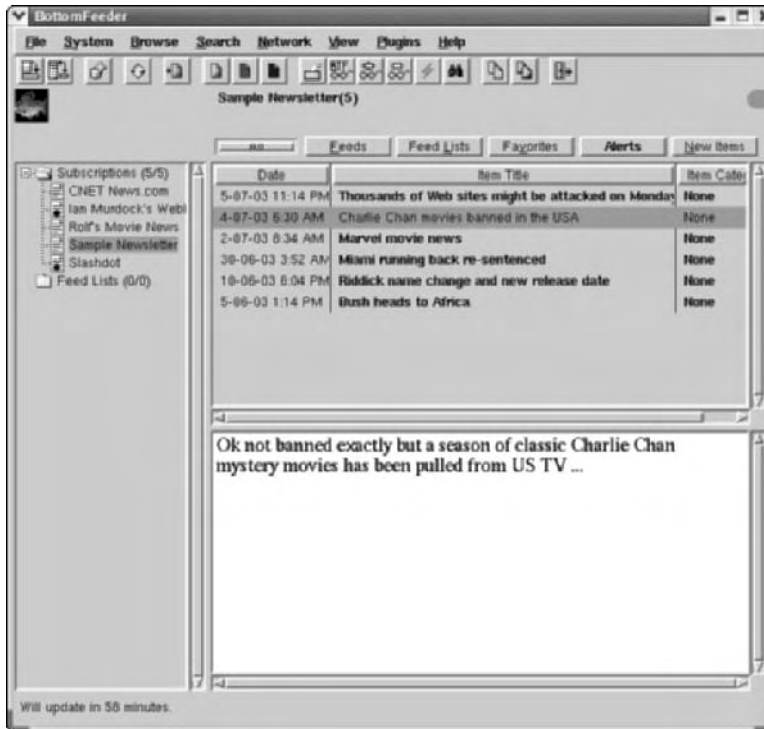 BottomFeeder
File System Browse Search Network View Plugins Help
Sample Newsletter(5)
All Feeds Feed Lists Favorites Alerts New Items
Subscriptions (5/5)
CNET News.com
Ian Murdock's Webl
Rolf's Movie News
Sample Newsletter
Slashdot
Feed Lists (0/0)
Date Item Title Item Cate
5-07-03 11:14 PM Thousands of Web sites might be attacked on Monday None
4-07-03 6:30 AM Charlie Chan movies banned in the USA None
2-07-03 8:34 AM Marvel movie news None
30-06-03 3:52 AM Miami running back re-sentenced None
10-06-03 6:04 PM Riddick name change and new release date None
5-06-03 1:14 PM Bush heads to Africa None
Ok not banned exactly but a season of classic Charlie Chan
mystery movies has been pulled from US TV ...
Will update in 58 minutes.